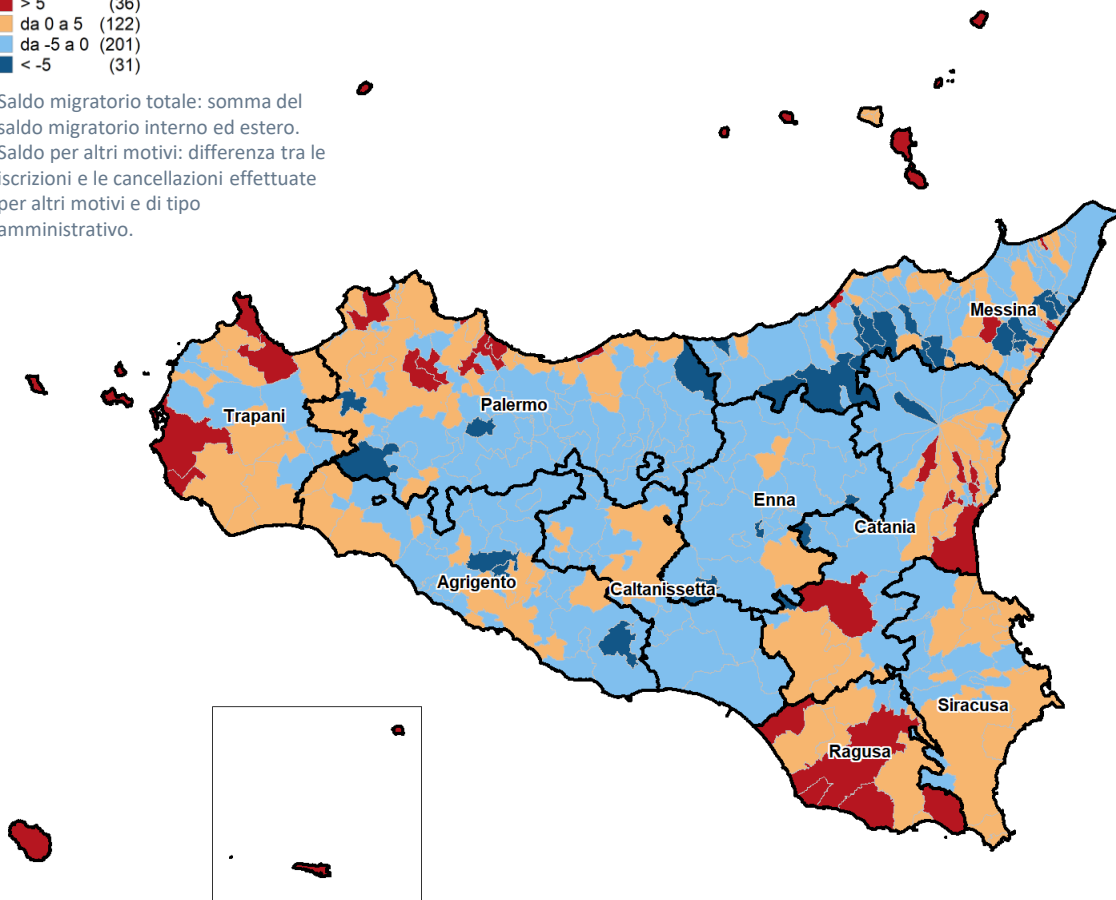 > 5 (36)
da 0 a 5 (122)
da -5 a 0 (201)
< -5 (31)
Saldo migratorio totale: somma del
saldo migratorio interno ed estero.
Saldo per altri motivi: differenza tra le
iscrizioni e le cancellazioni effettuate
per altri motivi e di tipo
amministrativo.
Messina
Palermo
Trapani
Enna
Catania
Agrigento
Caltanissetta
Siracusa
Ragusa